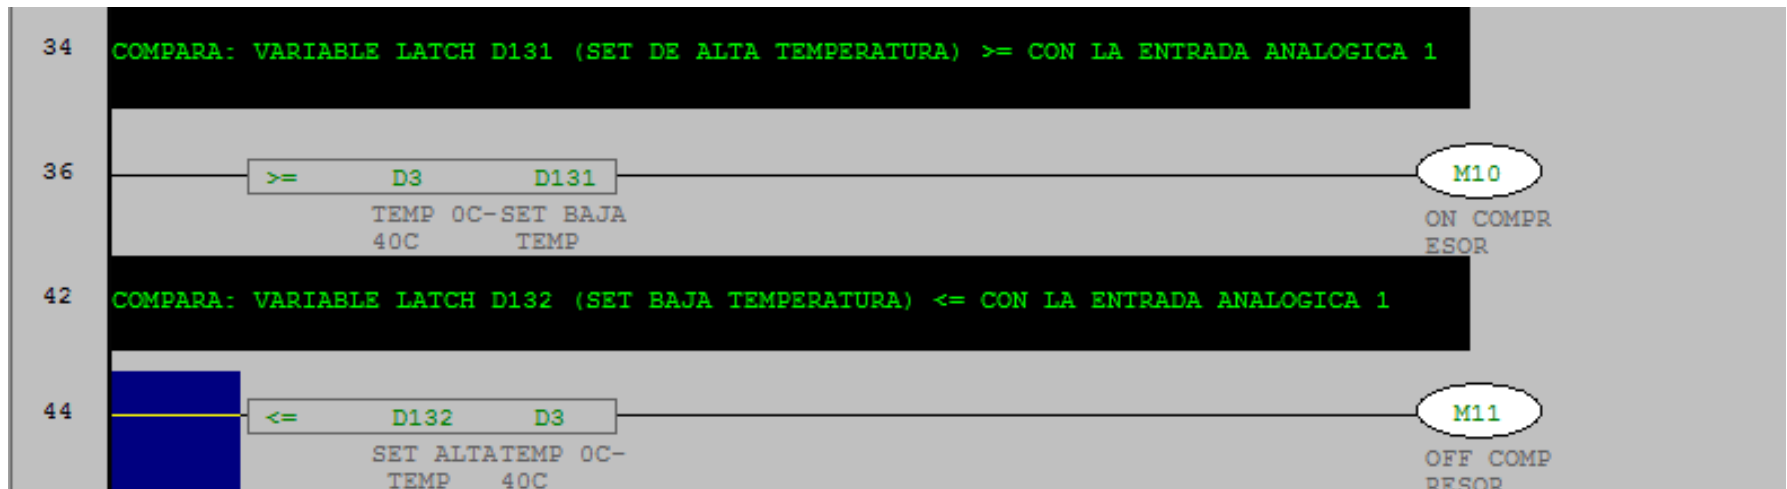 34 COMPARA: VARIABLE LATCH D131 (SET DE ALTA TEMPERATURA) >= CON LA ENTRADA ANALOGICA 1
36 >= D3 D131 M10
TEMP 0C-SET BAJA ON COMPR
40C TEMP ESOR
42 COMPARA: VARIABLE LATCH D132 (SET BAJA TEMPERATURA) <= CON LA ENTRADA ANALOGICA 1
44 <= D132 D3 M11
SET ALTATEMP 0C- OFF COMP
TEMP 40C RESOR